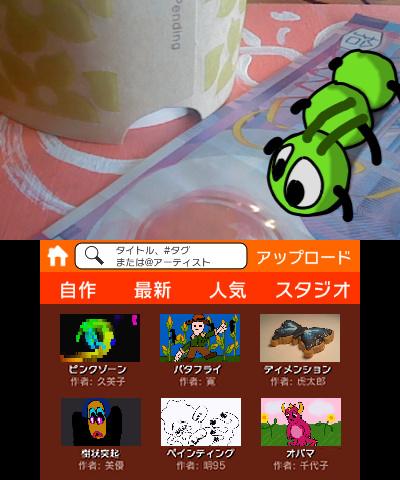 Pending
50
タイトル、#タグ
または@アーティスト
アップロード
自作 最新 人気 スタジオ
ピンクゾーン バタフライ ディメンション
作者: 久美子 作者: 寛 作者: 虎太郎
樹状突起 ペインティング オバマ
作者: 美優 作者: 明95 作者: 千代子